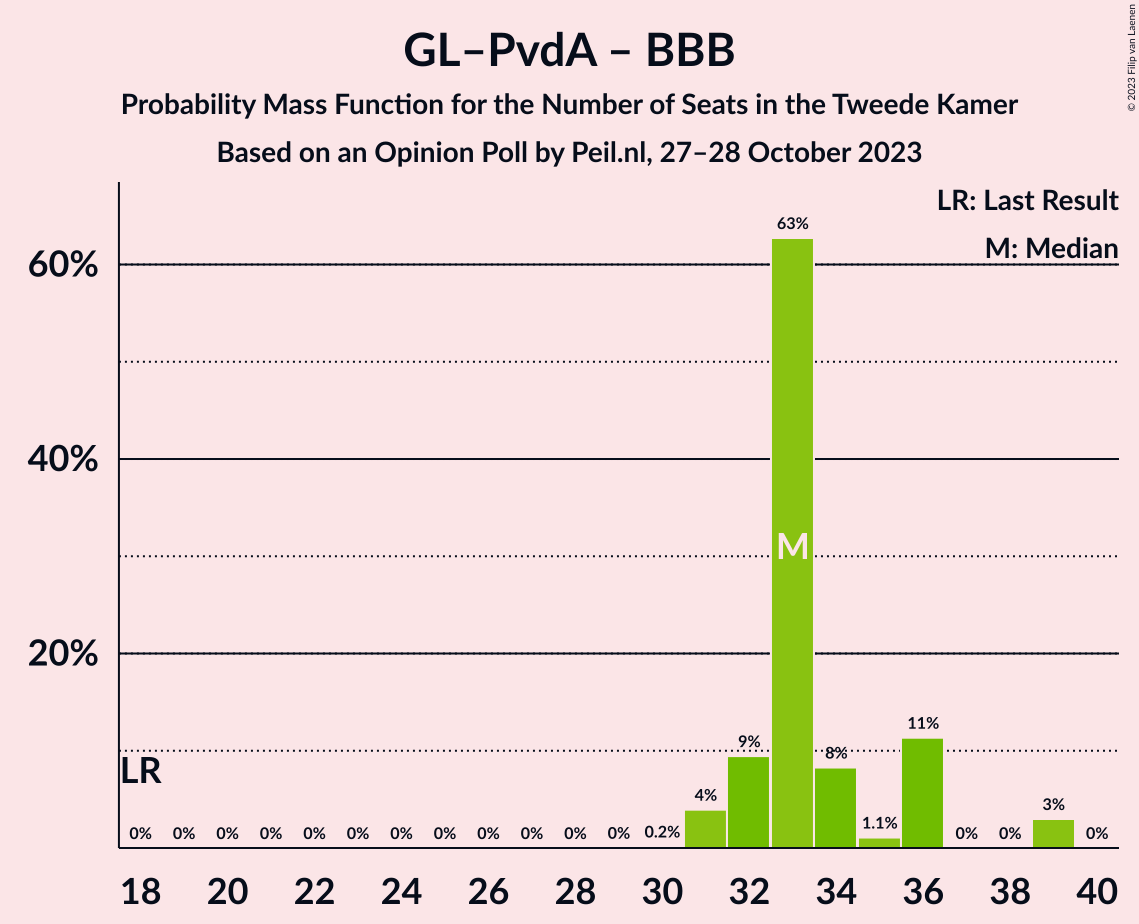 GL–PvdA – BBB
Probability Mass Function for the Number of Seats in the Tweede Kamer
Based on an Opinion Poll by Peil.nl, 27–28 October 2023
© 2023 Filip van Laenen
LR: Last Result
M: Median
60%
40%
20%
63%
M
LR
0% 0% 0% 0% 0% 0% 0% 0% 0% 0% 0% 0% 0.2% 4% 9% 8% 1.1% 11% 0% 0% 3% 0%
18 20 22 24 26 28 30 32 34 36 38 40